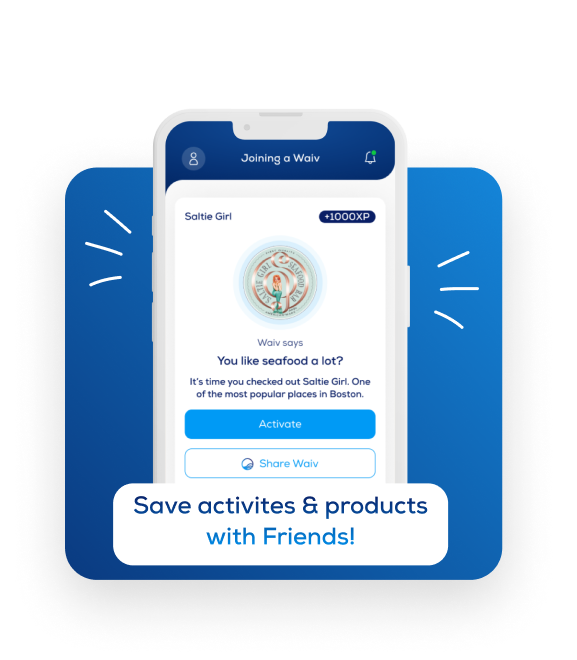 Joining a Waiv
Saltie Girl
+1000XP
SALTIE GIRL & SEAFOOD BAR
Waiv says
You like seafood a lot?
It's time you checked out Saltie Girl. One
of the most popular places in Boston.
Activate
Share Waiv
Save activites & products
with Friends!